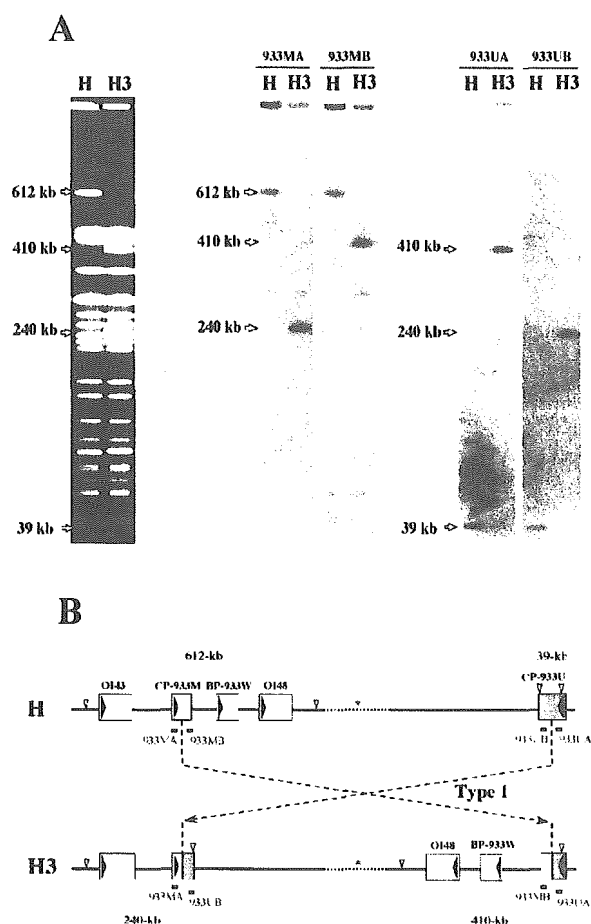 A
933MA 933MB 933UA 933UB
H H3 H H3 H H3 H H3 H H3
612 kb 612 kb
410 kb 410 kb 410 kb
240 kb 240 kb 240 kb
39 kb 39 kb
B
612-kb 39-kb
CP-933U
OI43 CP-933M BP-933W OI48
H
933MA 933MB 933UA
Type 1
OI48 BP-933W
H3
933MA 933UB 933MB 933UA
240-kb 410-kb